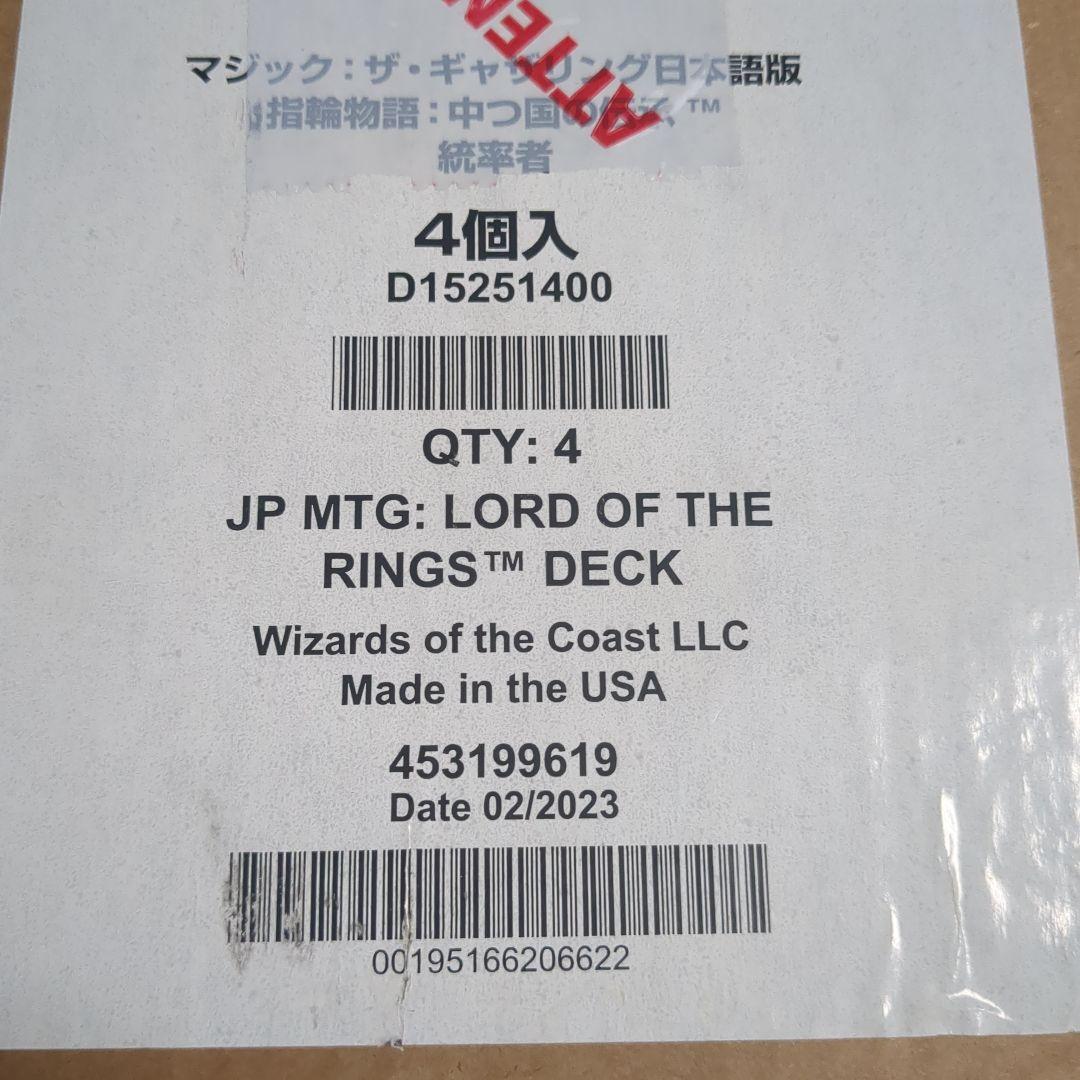 ATTEN
マジック:ザ・ギャザリング日本語版
指輪物語:中つ国の伝承™
統率者
4個入
D15251400
QTY: 4
JP MTG: LORD OF THE
RINGS™ DECK
Wizards of the Coast LLC
Made in the USA
453199619
Date 02/2023
00195166206622